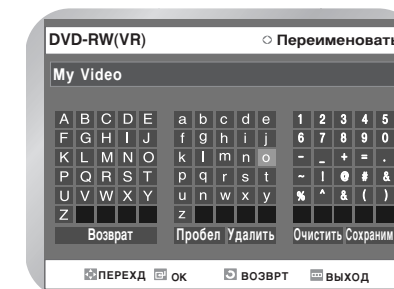 DVD-RW(VR) Переименовать
My Video
A B C D E a b c d e 1 2 3 4 5
F G H I J f g h i j 6 7 8 9 0
K L M N O k l m n o - _ + = .
P Q R S T p q r s t ~ ! @ # &
U V W X Y u n w x y % ^ & ( )
Z z
Возврат Пробел Удалить Очистить Сохраним
ПЕРЕХД ОК ВОЗВРТ ВЫХОД